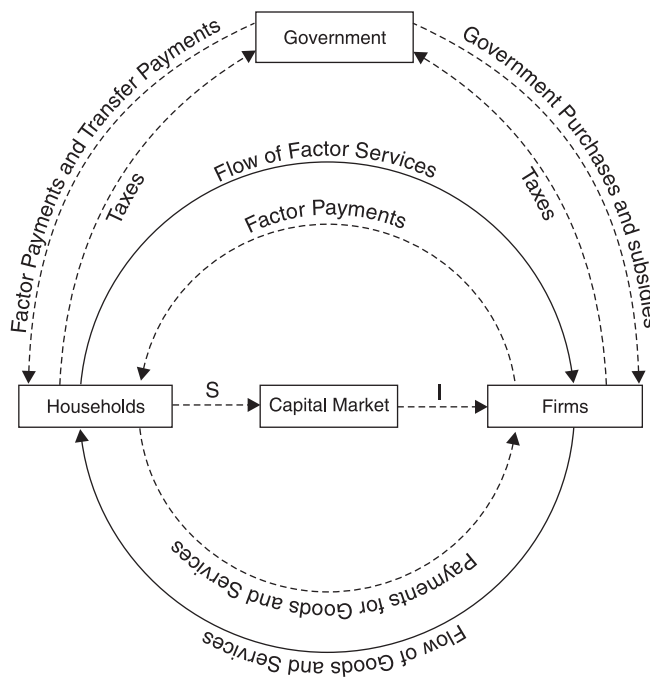 Government
Factor Payments and Transfer Payments
Taxes
Government Purchases and subsidies
Taxes
Flow of Factor Services
Factor Payments
Households
S
Capital Market
I
Firms
Payments for Goods and Services
Flow of Goods and Services